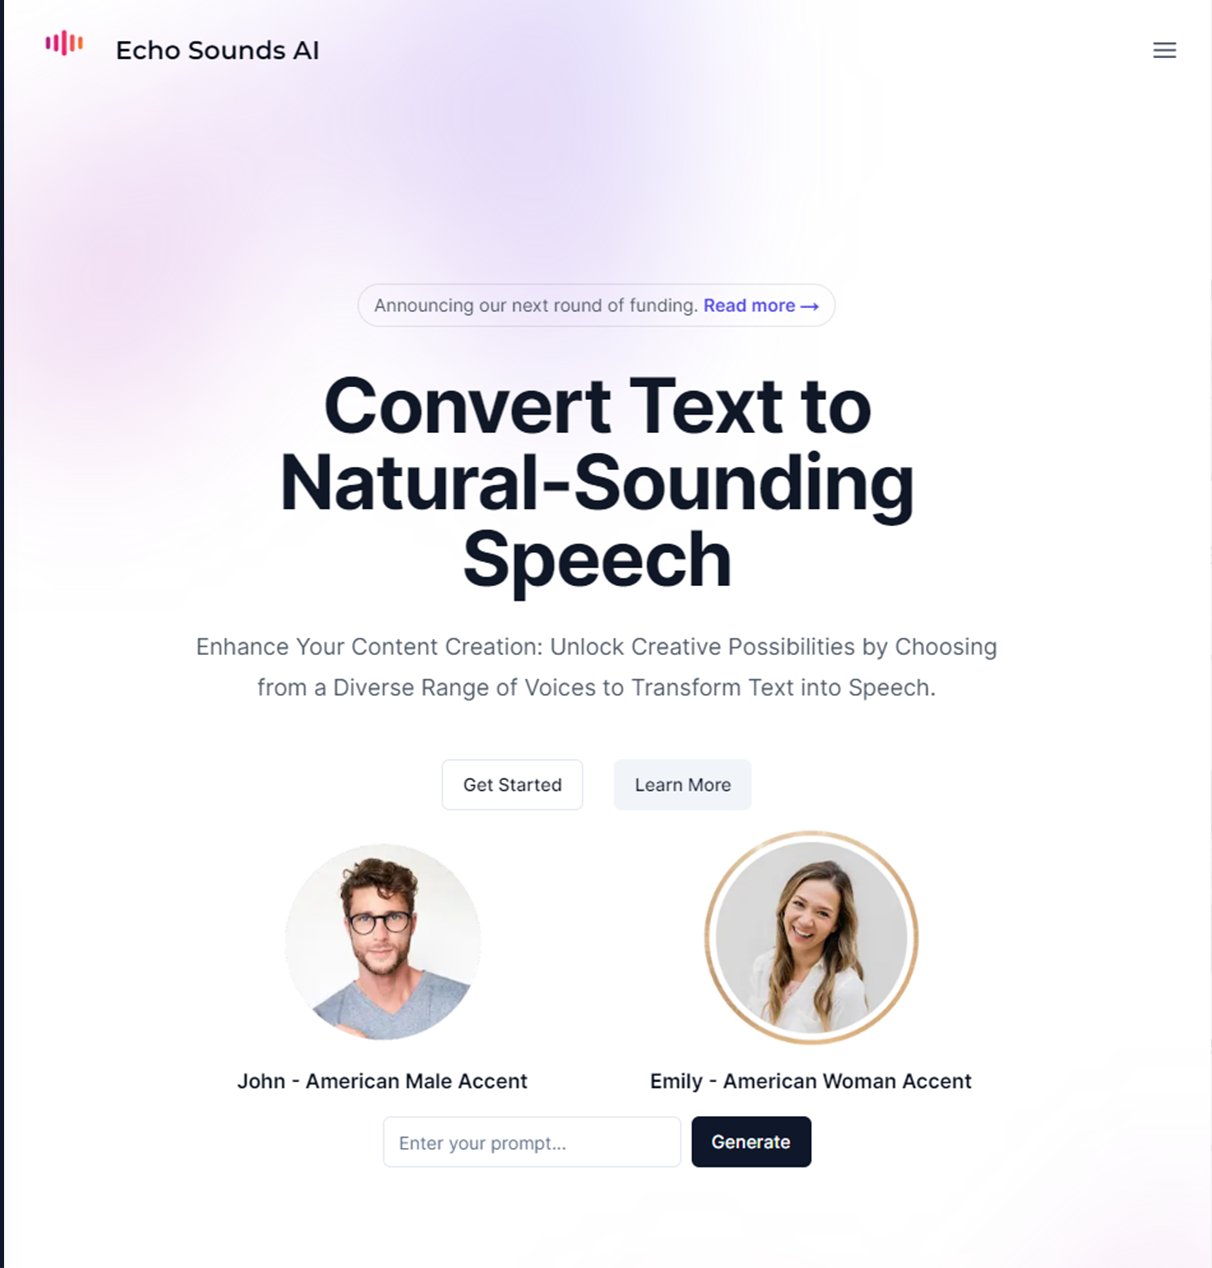 Echo Sounds AI
Announcing our next round of funding. Read more →
Convert Text to
Natural-Sounding
Speech
Enhance Your Content Creation: Unlock Creative Possibilities by Choosing
from a Diverse Range of Voices to Transform Text into Speech.
Get Started
Learn More
John - American Male Accent
Emily - American Woman Accent
Enter your prompt...
Generate